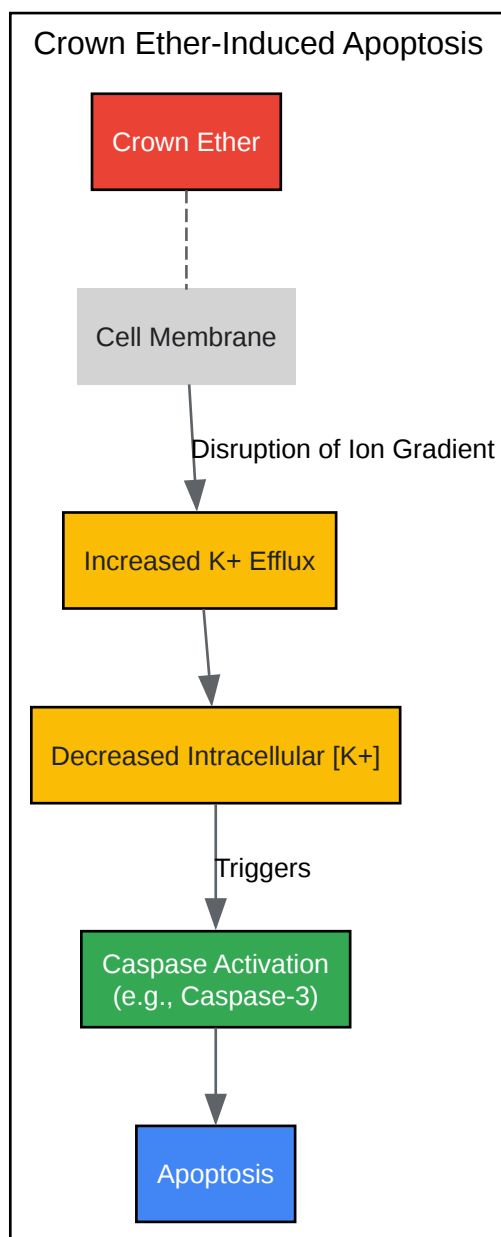 Crown Ether-Induced Apoptosis
Crown Ether
Cell Membrane
Disruption of Ion Gradient
Increased K+ Efflux
Decreased Intracellular [K+]
Triggers
Caspase Activation
(e.g., Caspase-3)
Apoptosis